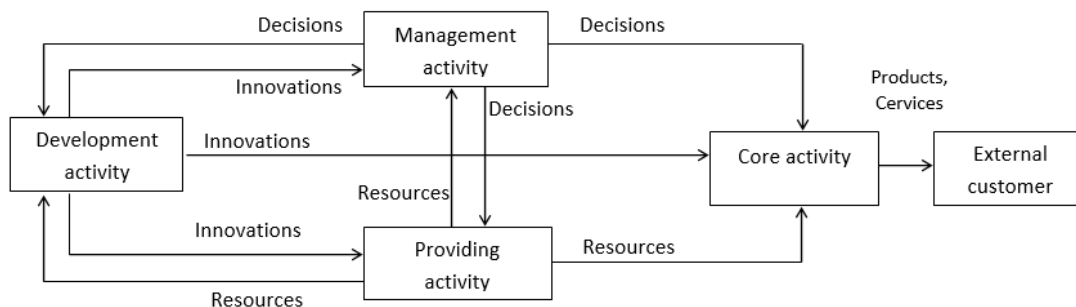 Decisions
Management
activity
Decisions
Innovations
Products,
Cervices
Decisions
Development
activity
Innovations
Core activity
External
customer
Resources
Innovations
Providing
activity
Resources
Resources